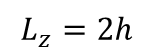 L_z = 2h